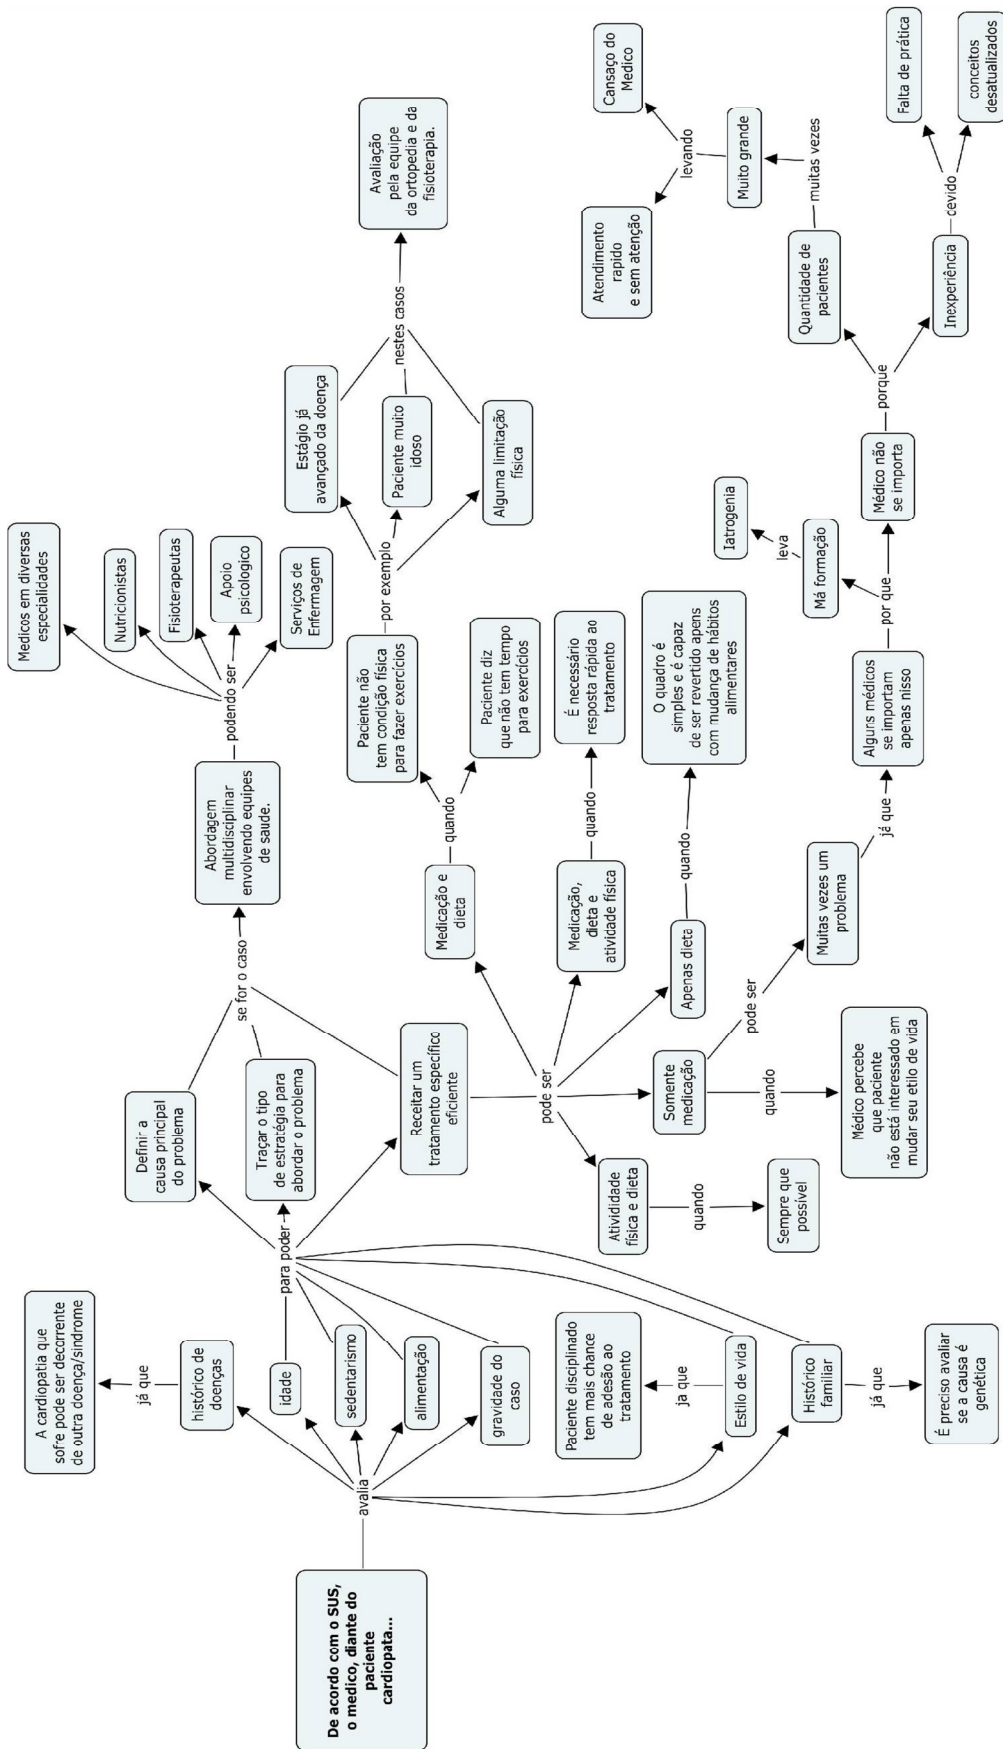 De acordo com o SUS,
o medico, diante do
paciente
cardiopata...
avalia
histórico de
doenças
já que
A cardiopatia que
sofre pode ser decorrente
de outra doença/sindrome
idade
sedentarismo
alimentação
gravidade do
caso
Estilo de vida
ja que
Paciente disciplinado
tem mais chance
de aclesão ao
tratamento
Histórico
familiar
já que
É preciso avaliar
se a causa é
genética
para poder
Definir a
causa principal
do problema
Traçar o tipo
de estratégia para
abordar o problema
Receitar um
tratamento específico
eficiente
se for o caso
Abordagem
multidisciplinar
envolvendo equipes
de saude.
podendo ser
Medicos em diversas
especialidades
Nutricionistas
Fisioterapeutas
Apoio
psicologico
Serviços de
Enfermagem
pode ser
Medicação e
dieta
quando
Paciente não
tem condição física
para fazer exercícios
Paciente diz
que não tem tempo
para exercícios
por exemplo
Estágio já
avançado da doença
Paciente muito
idoso
Alguma limitação
física
nestes casos
Avaliação
pela equipe
da ortopedia e da
fisioterapia.
Medicação,
dieta e
atividade física
quando
É necessário
resposta rápida ao
tratamento
Apenas dieta
quando
O quadro é
simples e é capaz
de ser revertido apens
com mudança de hábitos
alimentares
Somente
medicação
quando
Médico percebe
que paciente
não está interessado em
mudar seu etilo de vida
pode ser
Muitas vezes um
problema
já que
Alguns médicos
se importam
apenas nisso
por que
Má formação
leva
Iatrogenia
Médico não
se importa
porque
Quantidade de
pacientes
muitas vezes
Muito grande
levando
Atendimento
rapido
e sem atenção
Cansaço do
Medico
Inexperiência
cevido
Falta de prática
conceitos
desatualizados
Ativididade
física e dieta
quando
Sempre que
possível